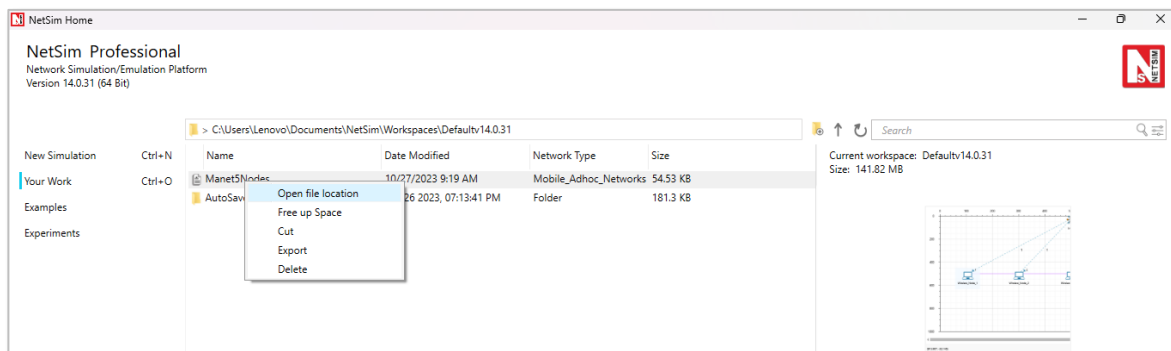 NetSim Home
NetSim Professional
Network Simulation/Emulation Platform
Version 14.0.31 (64 Bit)
NETSIM
> C:\Users\Lenovo\Documents\NetSim\Workspaces\Defaultv14.0.31
Search
New Simulation Ctrl+N
Your Work Ctrl+O
Examples
Experiments
Name Date Modified Network Type Size
Manet5Nodes 10/27/2023 9:19 AM Mobile_Adhoc_Networks 54.53 KB
AutoSav 26 2023, 07:13:41 PM Folder 181.3 KB
Open file location
Free up Space
Cut
Export
Delete
Current workspace: Defaultv14.0.31
Size: 141.82 MB